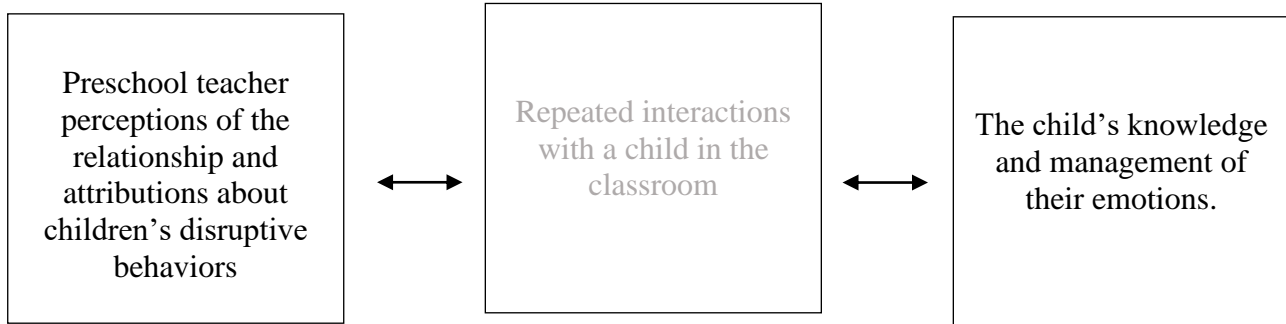 Preschool teacher
perceptions of the
relationship and
attributions about
children’s disruptive
behaviors
Repeated interactions
with a child in the
classroom
The child’s knowledge
and management of
their emotions.